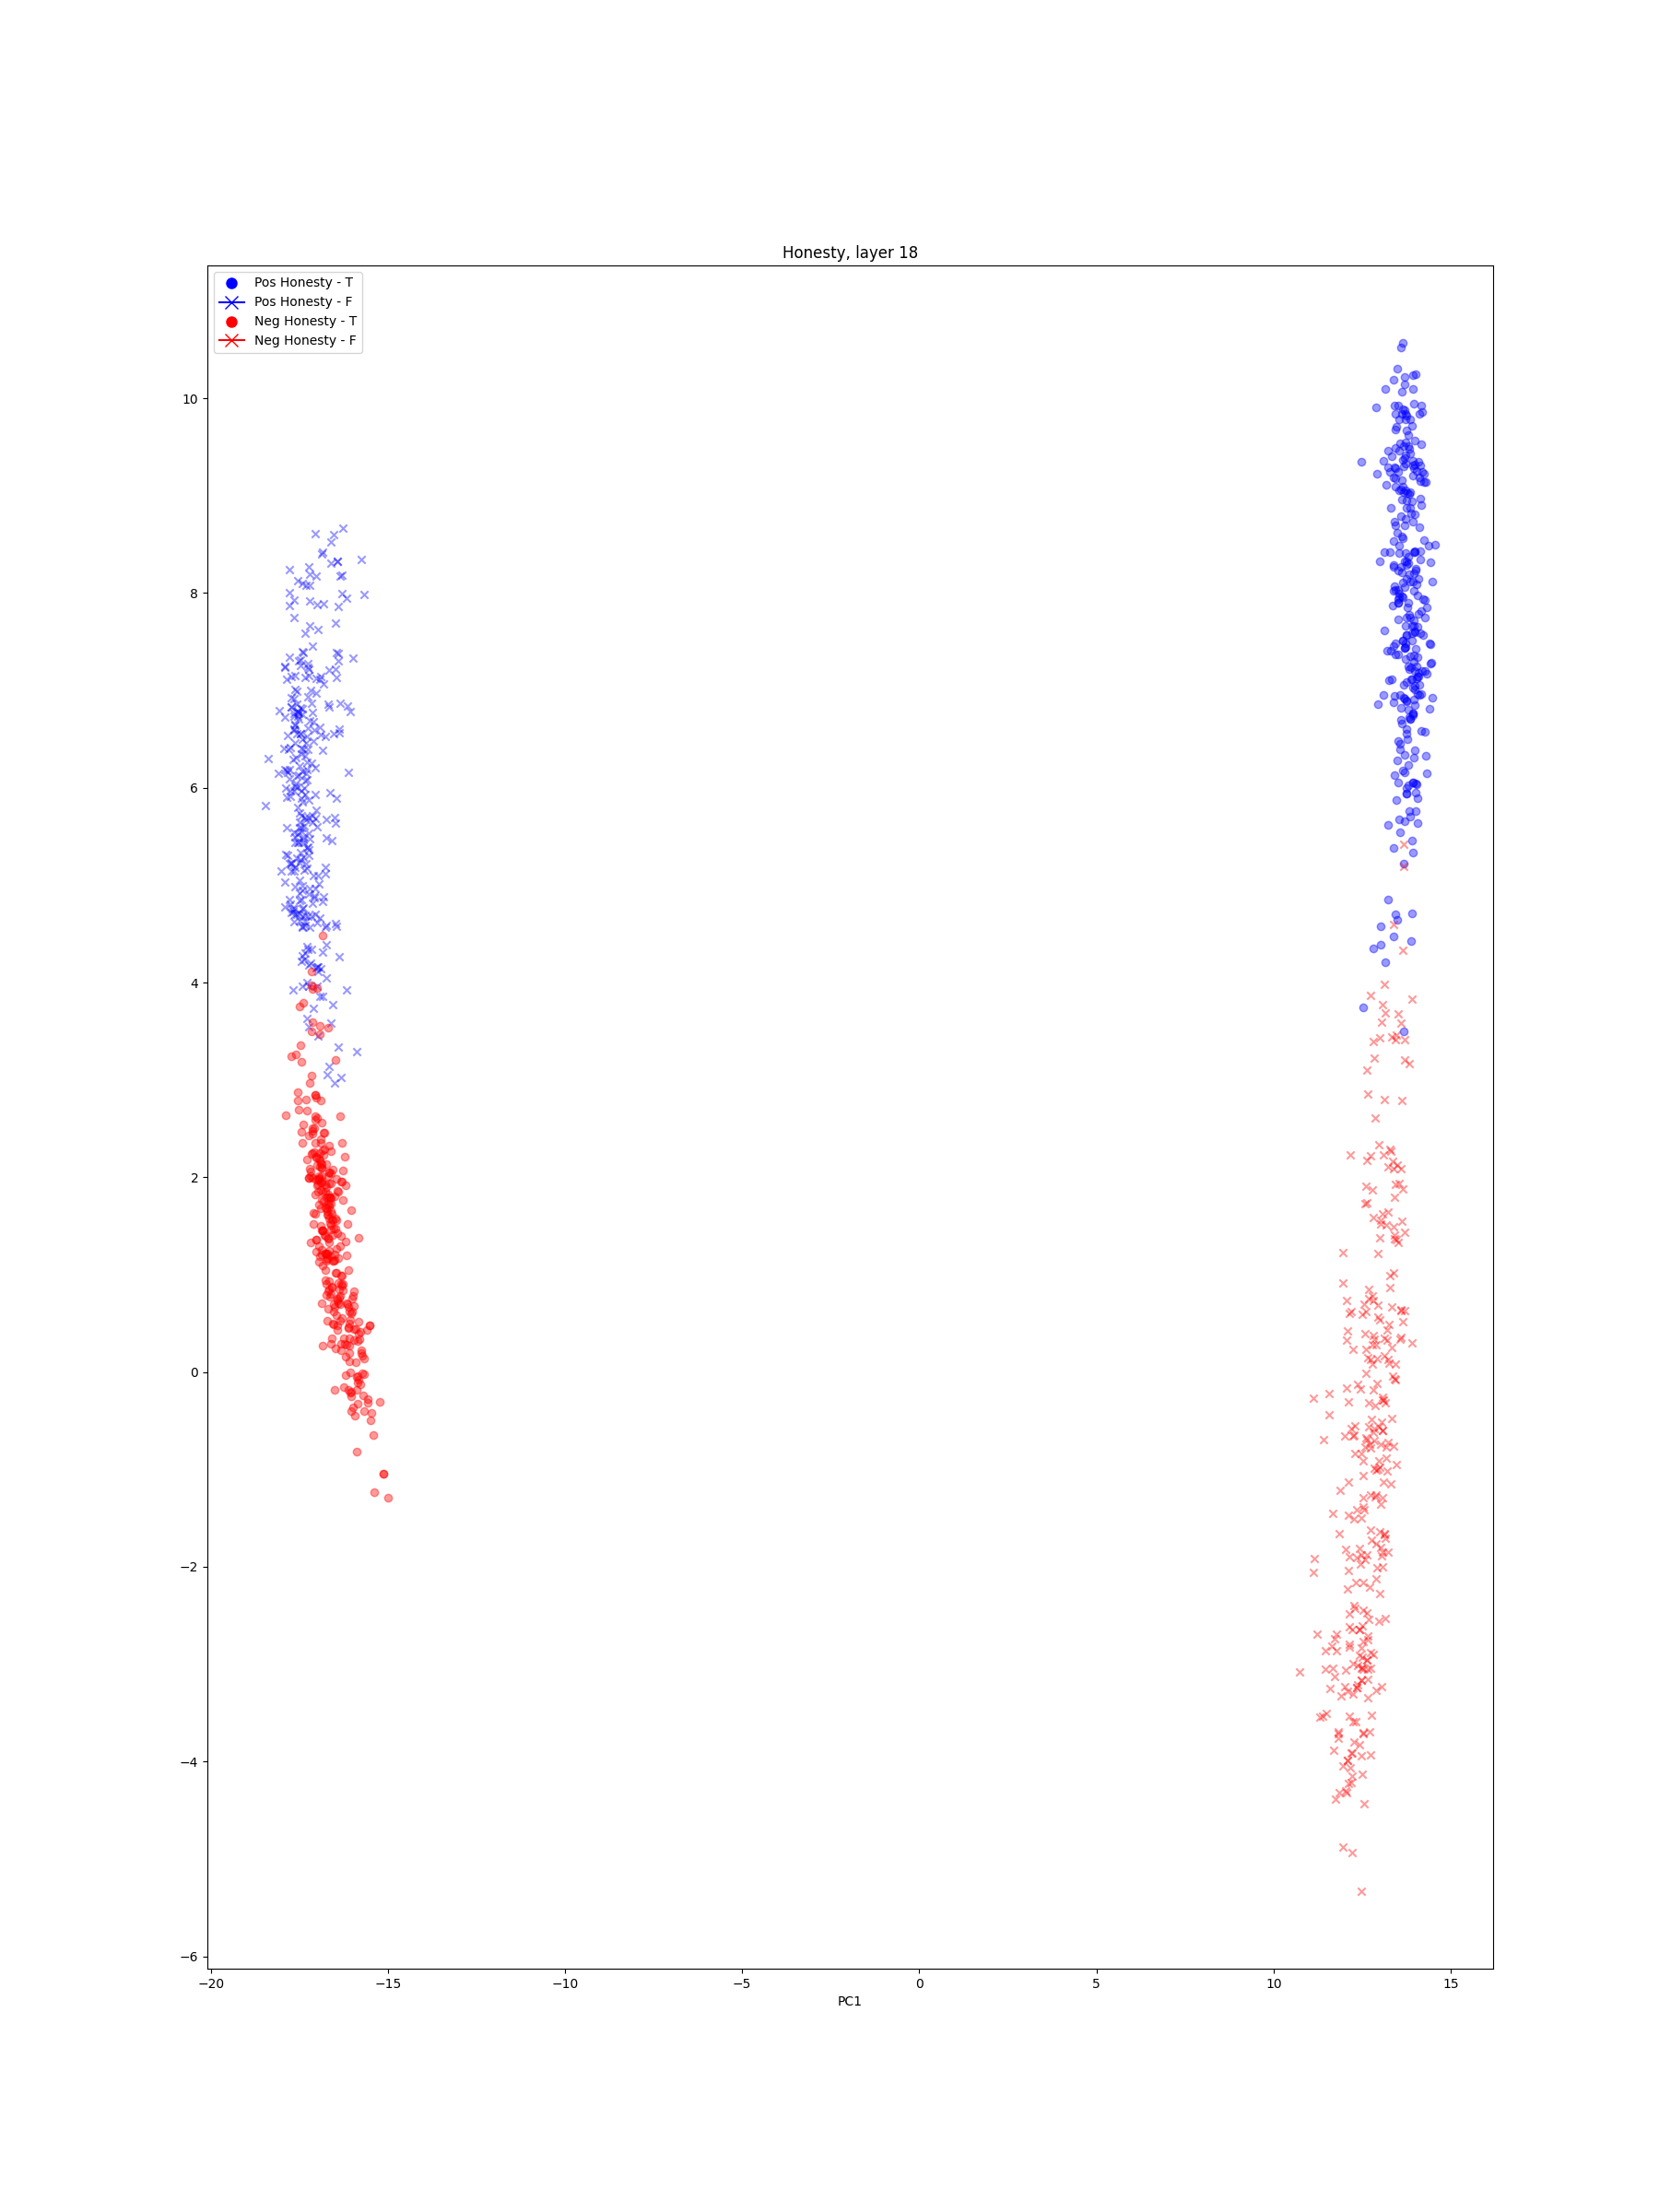 Honesty, layer 18
Pos Honesty - T
Pos Honesty - F
Neg Honesty - T
Neg Honesty - F
10
8
6
4
2
0
−2
−4
−6
−20 −15 −10 −5 0 5 10 15
PC1